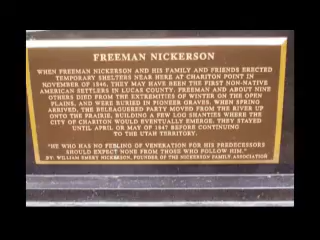 FREEMAN NICKERSON
WHEN FREEMAN NICKERSON AND HIS FAMILY AND FRIENDS ERECTED
TEMPORARY SHELTERS NEAR HERE AT CHARITON POINT IN
NOVEMBER OF 1846, THEY MAY HAVE BEEN THE FIRST NON-NATIVE
AMERICAN SETTLERS IN LUCAS COUNTY. FREEMAN AND ABOUT NINE
OTHERS DIED FROM THE EXTREMITIES OF WINTER ON THE OPEN
PLAINS, AND WERE BURIED IN PIONEER GRAVES. WHEN SPRING
ARRIVED, THE BELEAGUERED PARTY MOVED FROM THE RIVER UP
ONTO THE PRAIRIE, BUILDING A FEW LOG SHANTIES WHERE THE
CITY OF CHARITON WOULD EVENTUALLY EMERGE. THEY STAYED
UNTIL APRIL OR MAY OF 1847 BEFORE CONTINUING
TO THE UTAH TERRITORY.
"HE WHO HAS NO FEELING OF VENERATION FOR HIS PREDECESSORS
SHOULD EXPECT NONE FROM THOSE WHO FOLLOW HIM."
BY: WILLIAM EMERY NICKERSON, FOUNDER OF THE NICKERSON FAMILY ASSOCIATION